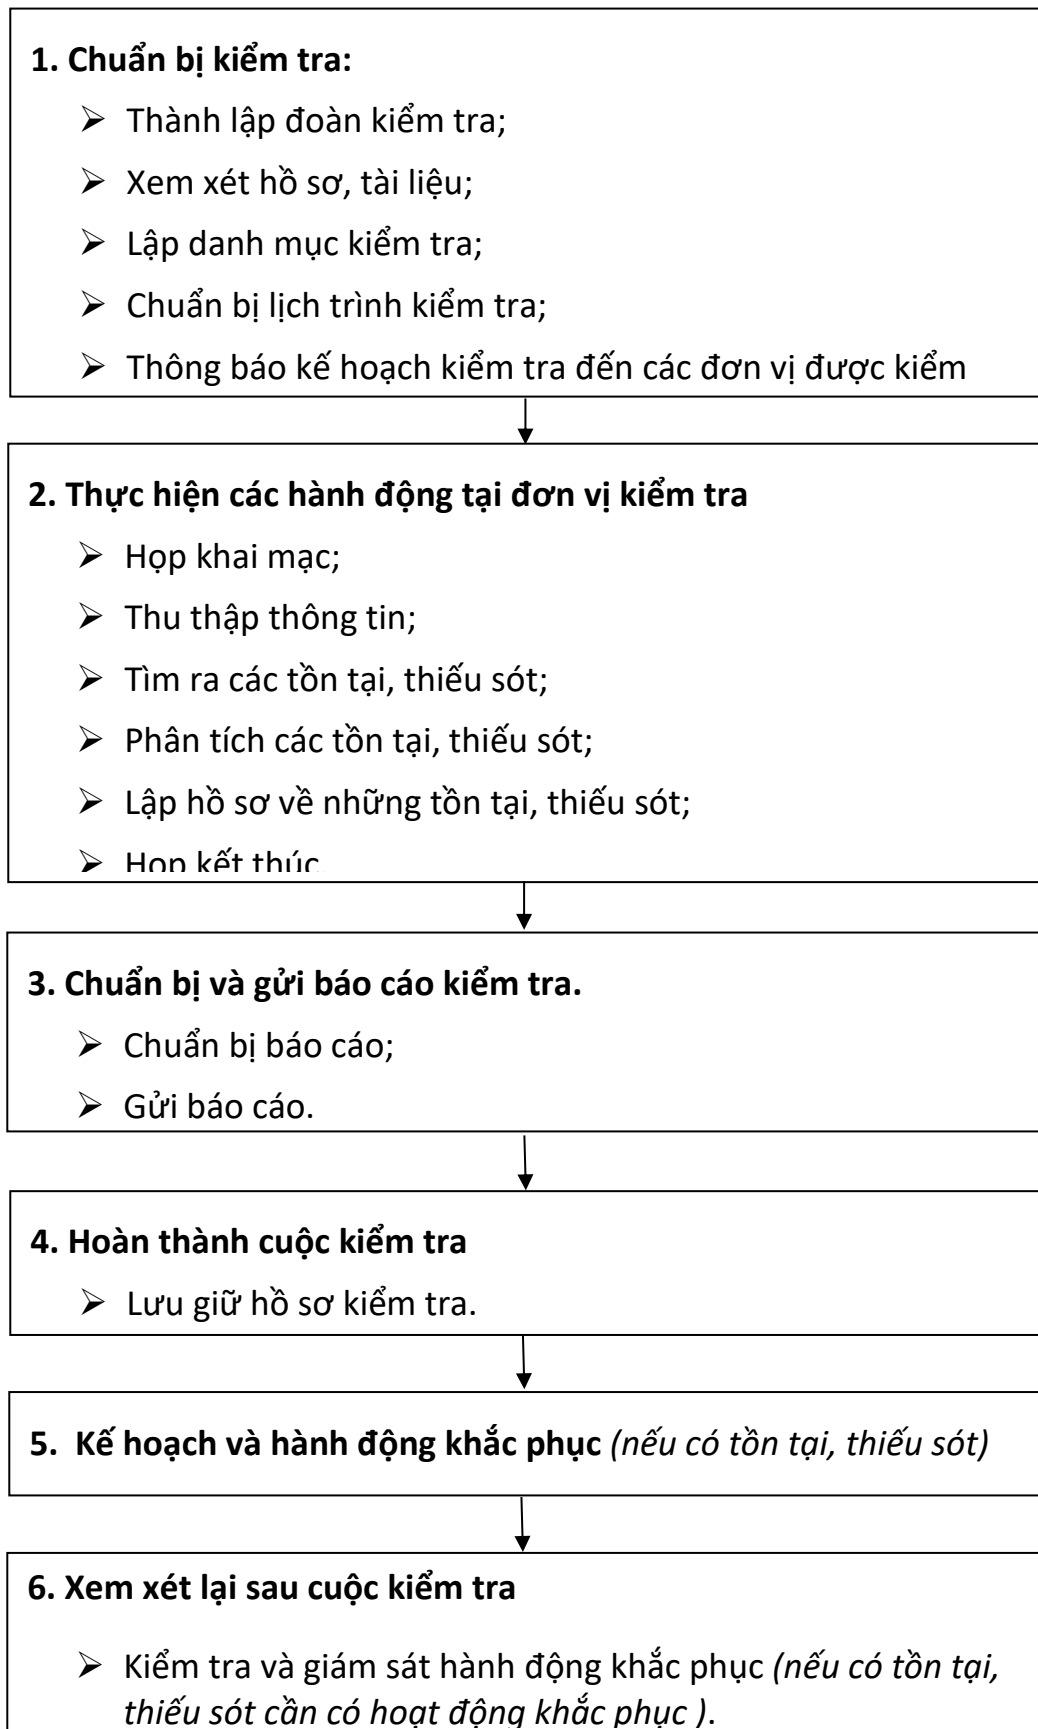 1. Chuẩn bị kiểm tra:
➢ Thành lập đoàn kiểm tra;
➢ Xem xét hồ sơ, tài liệu;
➢ Lập danh mục kiểm tra;
➢ Chuẩn bị lịch trình kiểm tra;
➢ Thông báo kế hoạch kiểm tra đến các đơn vị được kiểm
2. Thực hiện các hành động tại đơn vị kiểm tra
➢ Họp khai mạc;
➢ Thu thập thông tin;
➢ Tìm ra các tồn tại, thiếu sót;
➢ Phân tích các tồn tại, thiếu sót;
➢ Lập hồ sơ về những tồn tại, thiếu sót;
➢ Họp kết thúc.
3. Chuẩn bị và gửi báo cáo kiểm tra.
➢ Chuẩn bị báo cáo;
➢ Gửi báo cáo.
4. Hoàn thành cuộc kiểm tra
➢ Lưu giữ hồ sơ kiểm tra.
5. Kế hoạch và hành động khắc phục (nếu có tồn tại, thiếu sót)
6. Xem xét lại sau cuộc kiểm tra
➢ Kiểm tra và giám sát hành động khắc phục (nếu có tồn tại,
thiếu sót cần có hoạt động khắc phục ).